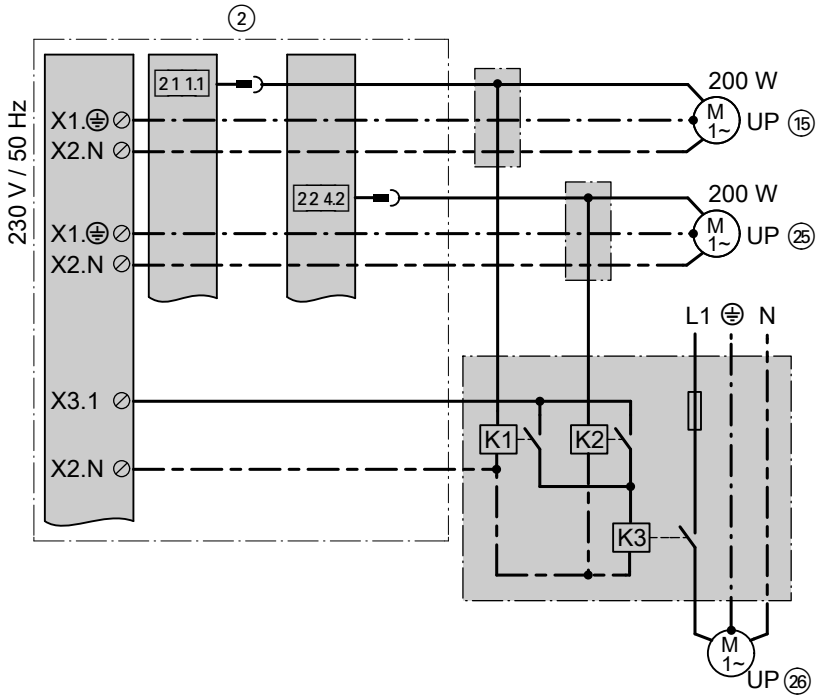 ②
230 V / 50 Hz
211.1
200 W
X1.⏚
M
1~
UP ⑮
X2.N
224.2
200 W
X1.⏚
M
1~
UP ㉕
X2.N
L1 ⏚ N
X3.1
K1
K2
X2.N
K3
M
1~
UP ㉖